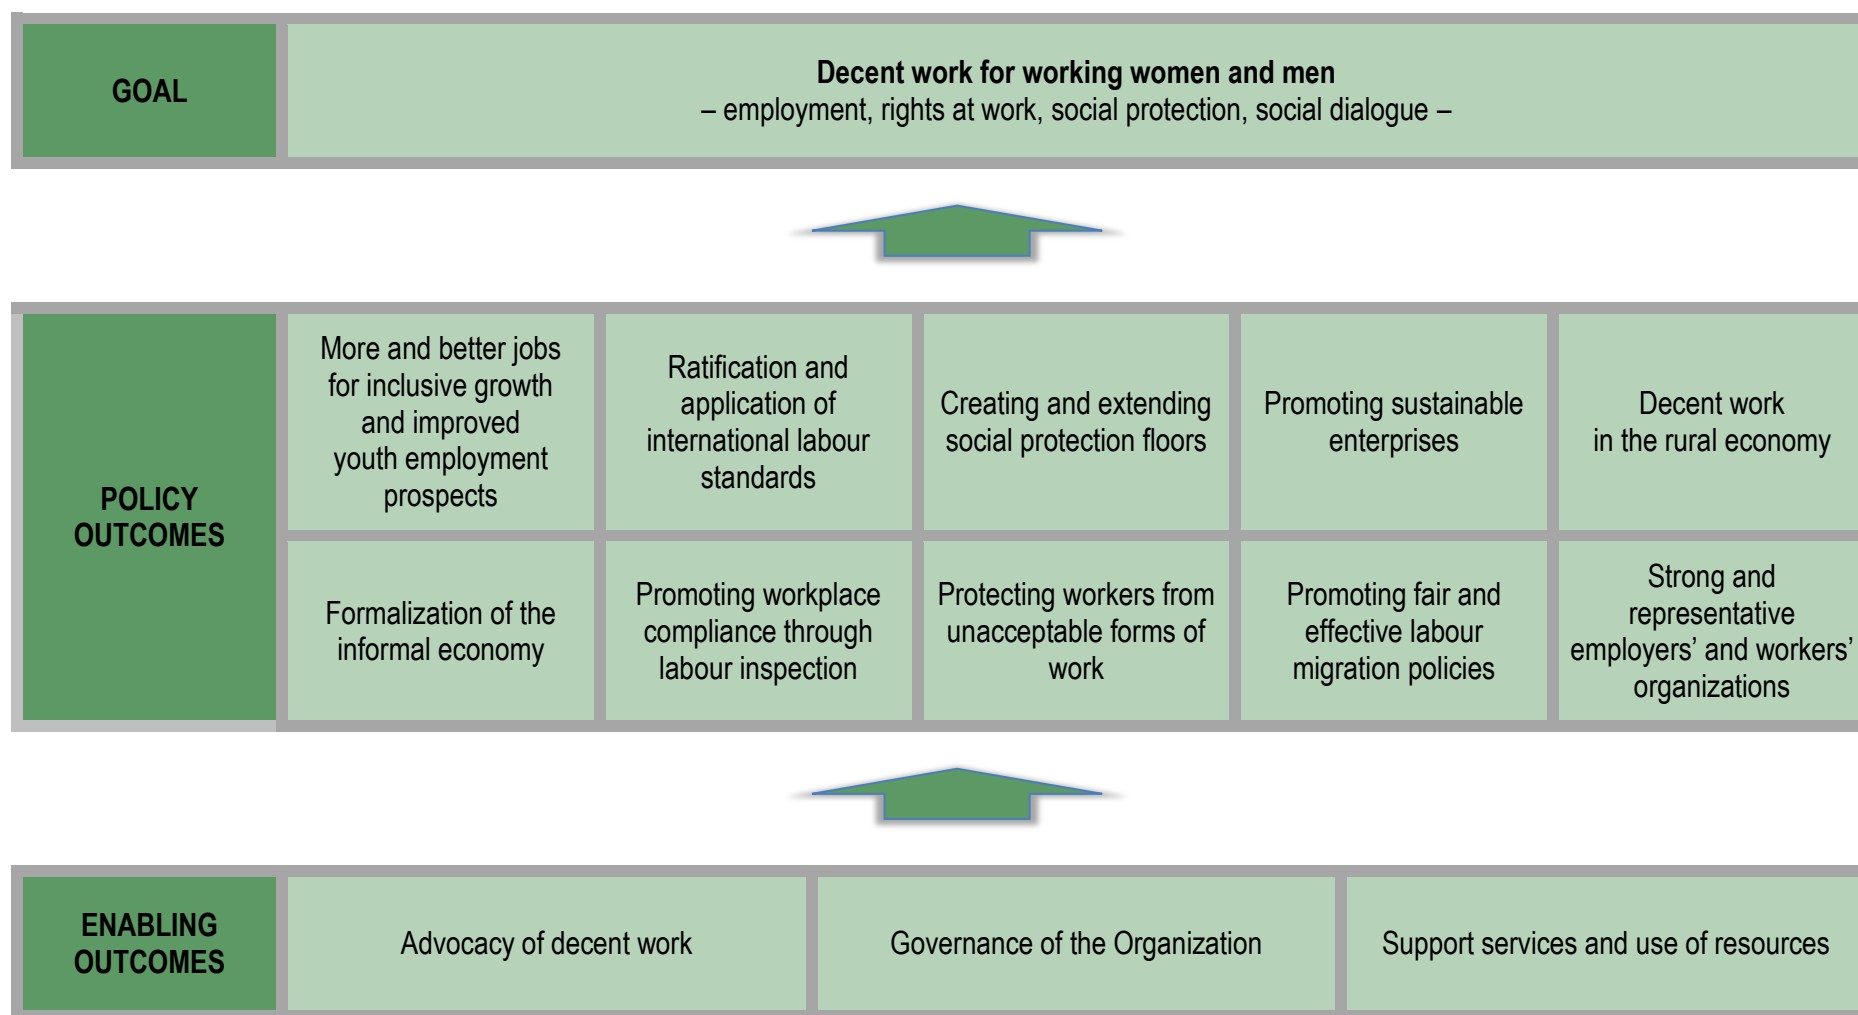 GOAL
Decent work for working women and men
– employment, rights at work, social protection, social dialogue –
POLICY
OUTCOMES
More and better jobs
for inclusive growth
and improved
youth employment
prospects
Ratification and
application of
international labour
standards
Creating and extending
social protection floors
Promoting sustainable
enterprises
Decent work
in the rural economy
Formalization of the
informal economy
Promoting workplace
compliance through
labour inspection
Protecting workers from
unacceptable forms of
work
Promoting fair and
effective labour
migration policies
Strong and
representative
employers’ and workers’
organizations
ENABLING
OUTCOMES
Advocacy of decent work
Governance of the Organization
Support services and use of resources